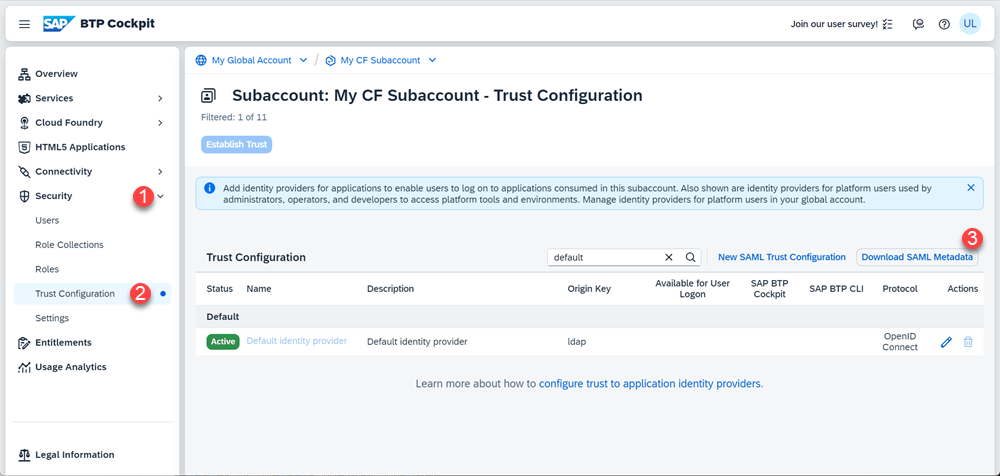 SAP BTP Cockpit
Join our user survey!
UL
Overview
Services
Cloud Foundry
HTML5 Applications
Connectivity
Security 1
Users
Role Collections
Roles
Trust Configuration 2
Settings
Entitlements
Usage Analytics
Legal Information
My Global Account / My CF Subaccount
Subaccount: My CF Subaccount - Trust Configuration
Filtered: 1 of 11
Establish Trust
Add identity providers for applications to enable users to log on to applications consumed in this subaccount. Also shown are identity providers for platform users used by
administrators, operators, and developers to access platform tools and environments. Manage identity providers for platform users in your global account.
3
Trust Configuration default New SAML Trust Configuration Download SAML Metadata
Status Name Description Origin Key Available for User Logon SAP BTP Cockpit SAP BTP CLI Protocol Actions
Default
Active Default identity provider Default identity provider ldap OpenID Connect
Learn more about how to configure trust to application identity providers.